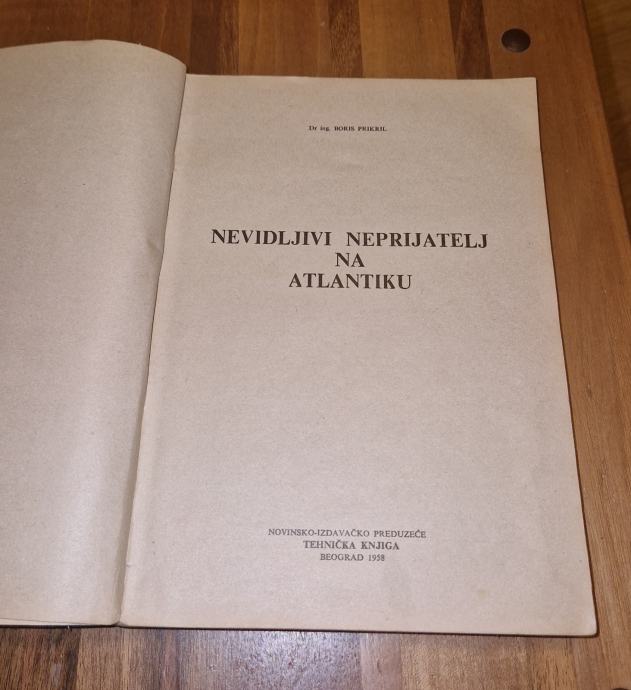 Dr ing. BORIS PRIKRIL
NEVIDLJIVI NEPRIJATELJ
NA
ATLANTIKU
NOVINSKO-IZDAVAČKO PREDUZEĆE
TEHNIČKA KNJIGA
BEOGRAD 1958